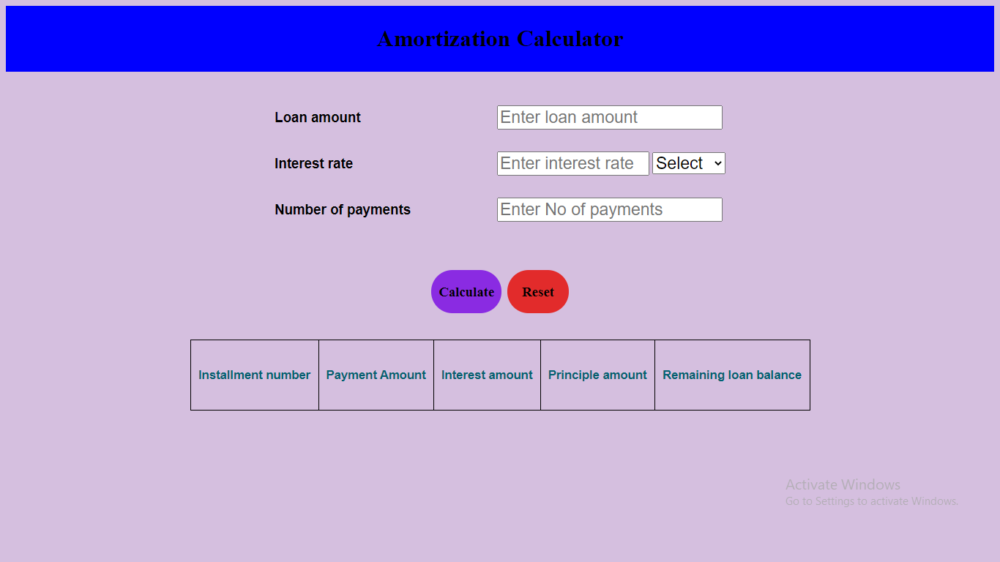 Amortization Calculator
Loan amount Enter loan amount
Interest rate Enter interest rate Select
Number of payments Enter No of payments
Calculate Reset
Installment number Payment Amount Interest amount Principle amount Remaining loan balance
Activate Windows
Go to Settings to activate Windows.